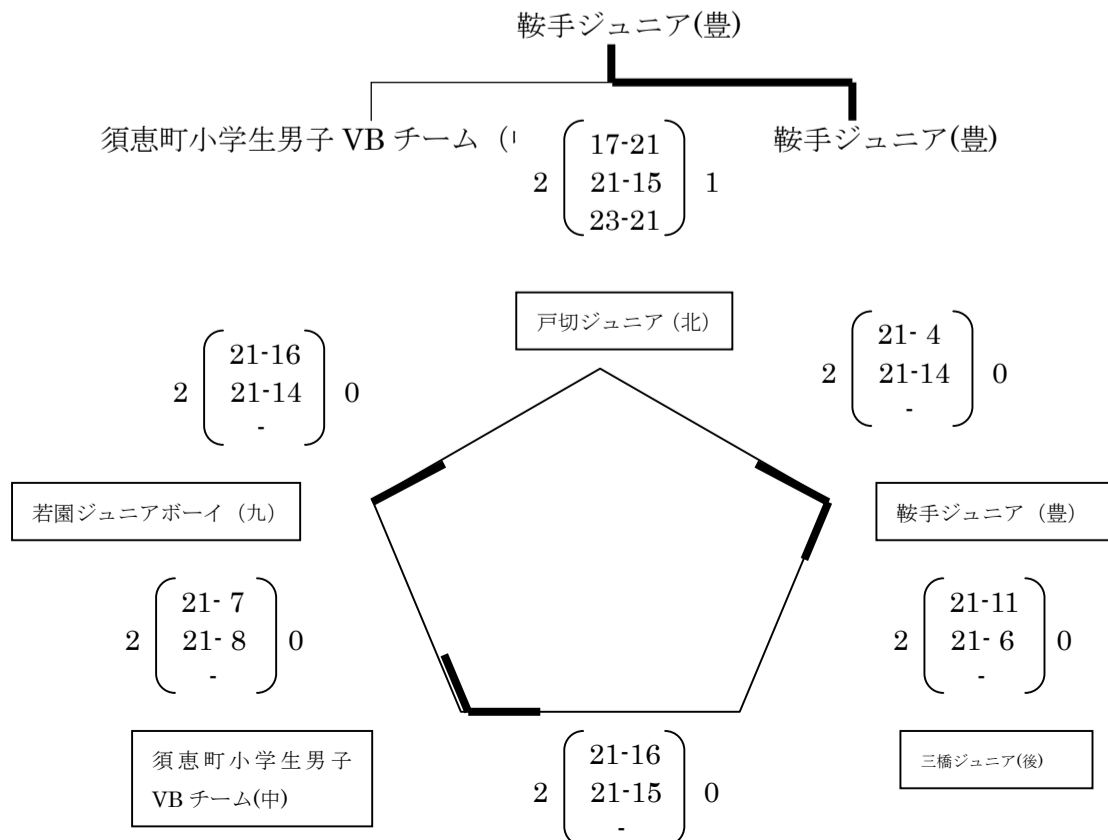 鞍手ジュニア(豊)
須恵町小学生男子 VB チーム（
鞍手ジュニア(豊)
17-21
2 21-15 1
23-21
戸切ジュニア（北）
21-16
2 21-14 0
-
21- 4
2 21-14 0
-
若園ジュニアボーイ（九）
鞍手ジュニア（豊）
21- 7
2 21- 8 0
-
21-11
2 21- 6 0
-
須恵町小学生男子
VB チーム(中)
三橋ジュニア(後)
21-16
2 21-15 0
-